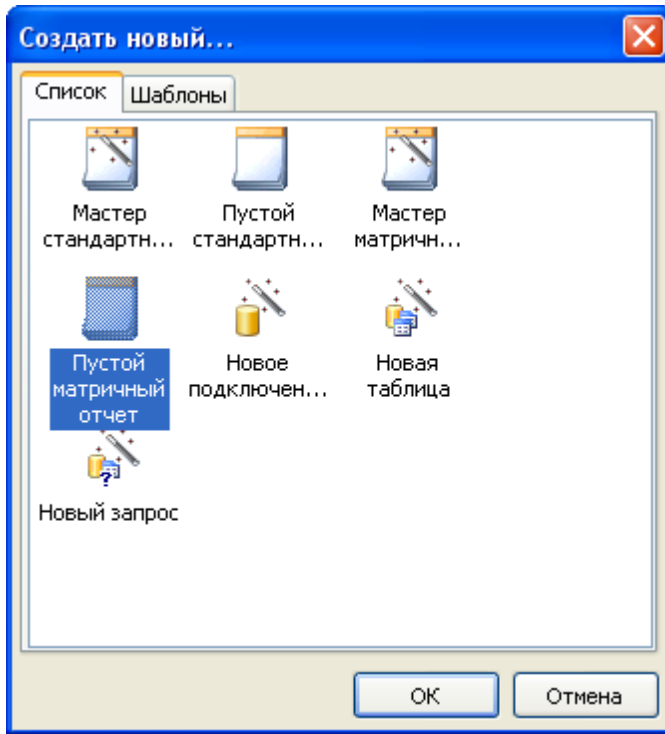 Создать новый...
Список Шаблоны
Мастер стандартн...
Пустой стандартн...
Мастер матричн...
Пустой матричный отчет
Новое подключен...
Новая таблица
Новый запрос
OK Отмена